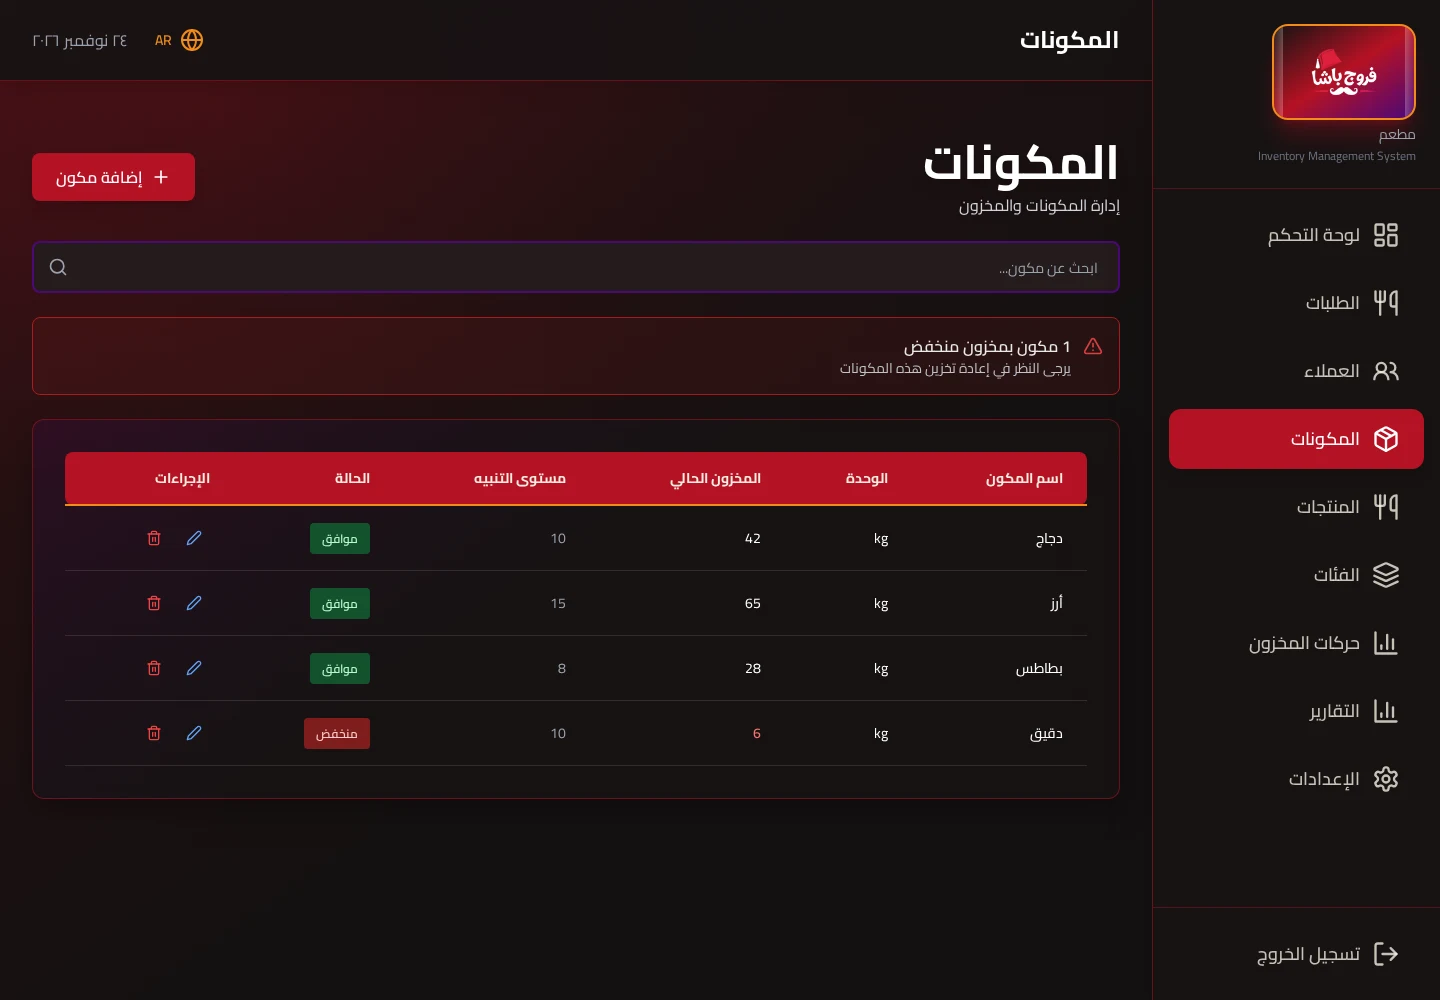 فروج باشا
مطعم
Inventory Management System
لوحة التحكم
الطلبات
العملاء
المكونات
المنتجات
الفئات
حركات المخزون
التقارير
الإعدادات
تسجيل الخروج
المكونات
AR
٢٤ نوفمبر ٢٠٢٦
المكونات
إدارة المكونات والمخزون
إضافة مكون
ابحث عن مكون...
1 مكون بمخزون منخفض
يرجى النظر في إعادة تخزين هذه المكونات
اسم المكون الوحدة المخزون الحالي مستوى التنبيه الحالة الإجراءات
دجاج kg 42 10 موافق
أرز kg 65 15 موافق
بطاطس kg 28 8 موافق
دقيق kg 6 10 منخفض